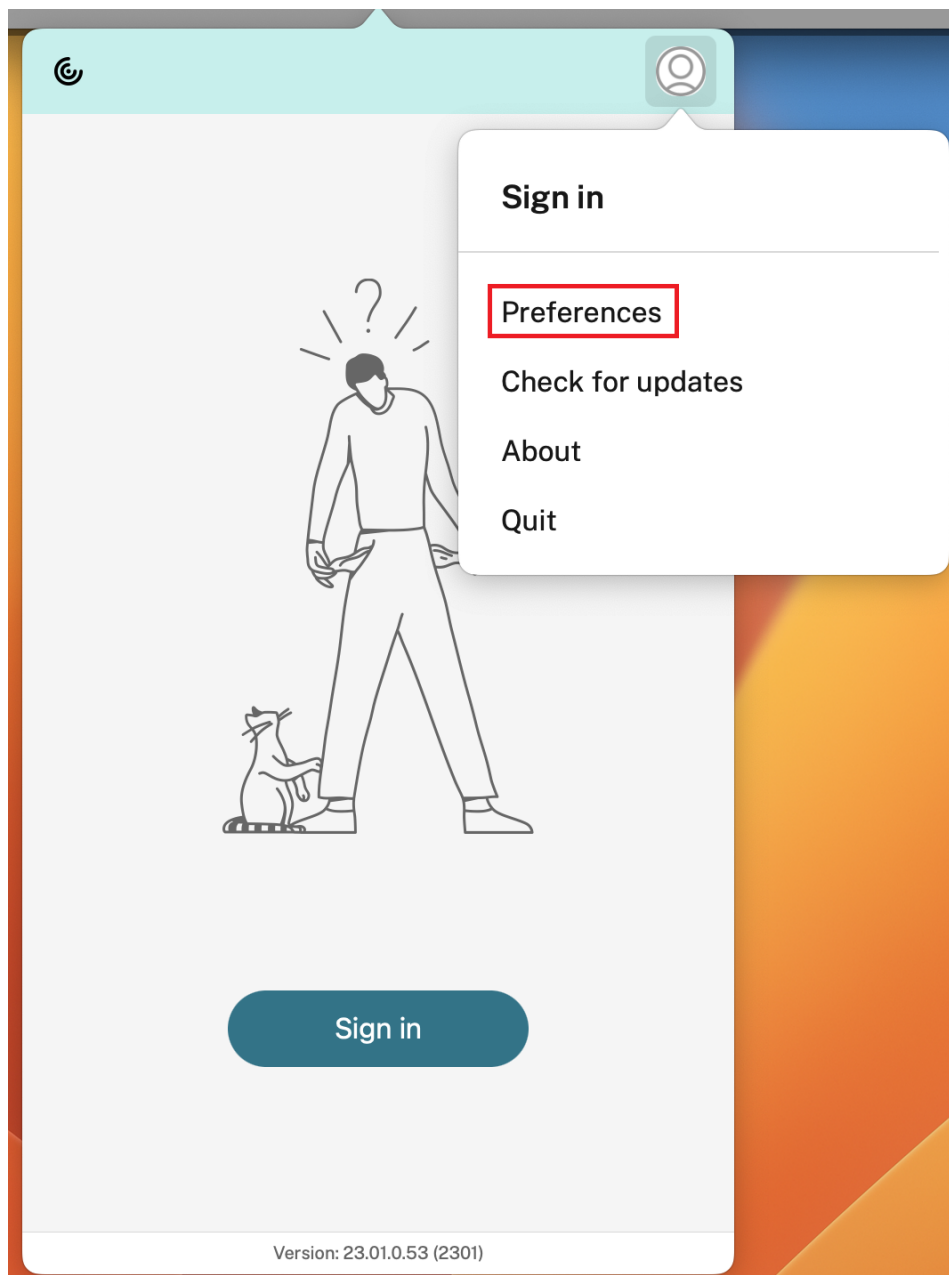 Sign in
Preferences
Check for updates
About
Quit
?
Sign in
Version: 23.01.0.53 (2301)